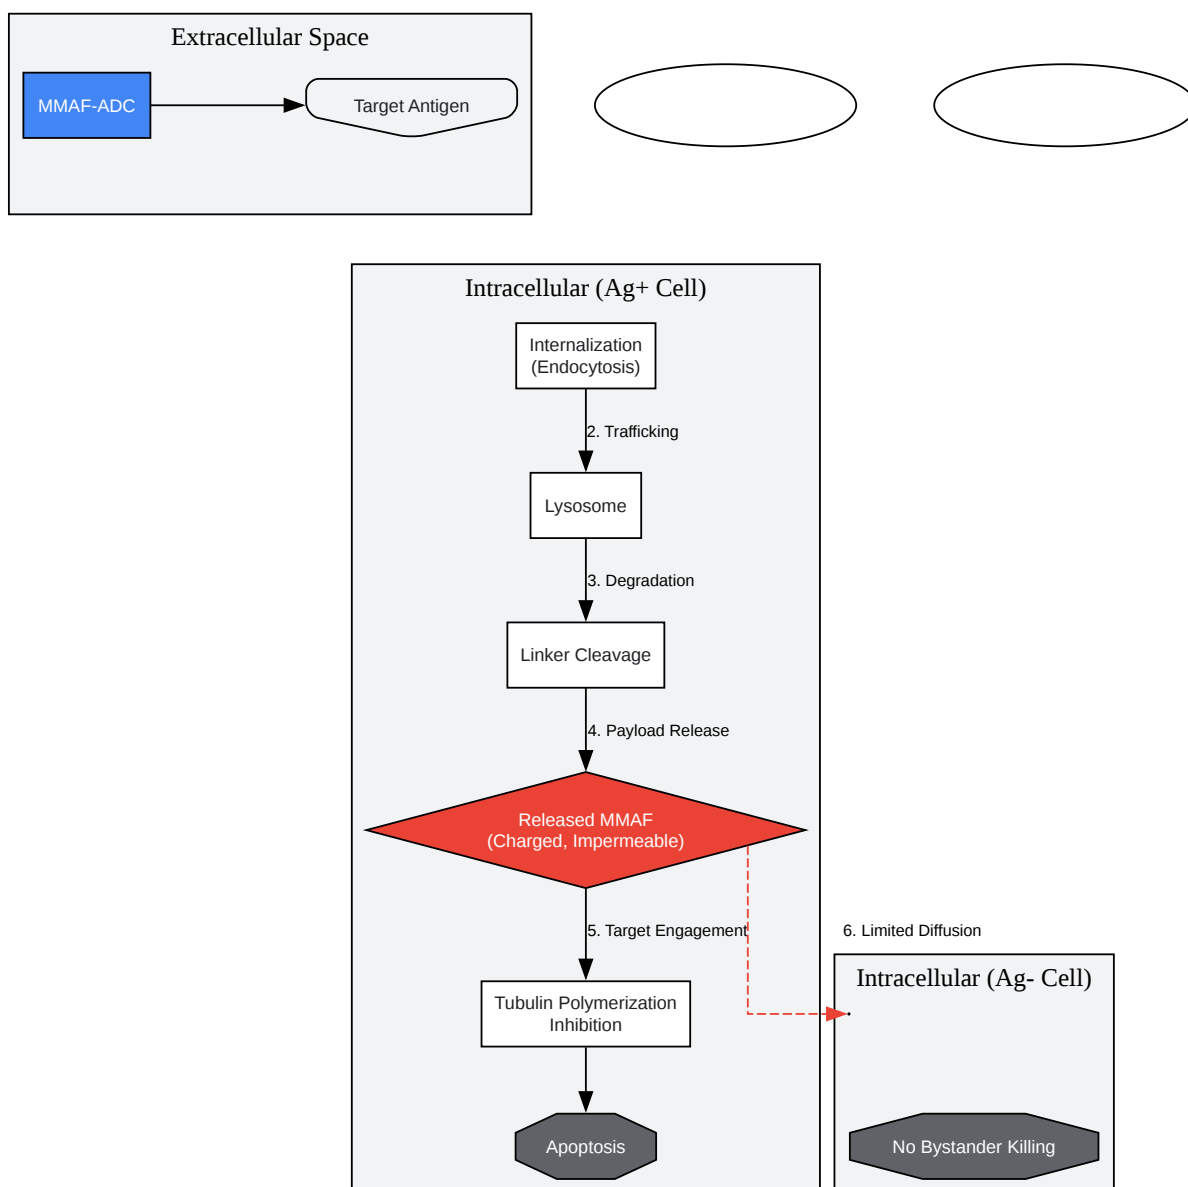 Extracellular Space
MMAF-ADC
Target Antigen
Intracellular (Ag+ Cell)
Internalization
(Endocytosis)
2. Trafficking
Lysosome
3. Degradation
Linker Cleavage
4. Payload Release
Released MMAF
(Charged, Impermeable)
5. Target Engagement
6. Limited Diffusion
Intracellular (Ag- Cell)
Tubulin Polymerization
Inhibition
Apoptosis
No Bystander Killing